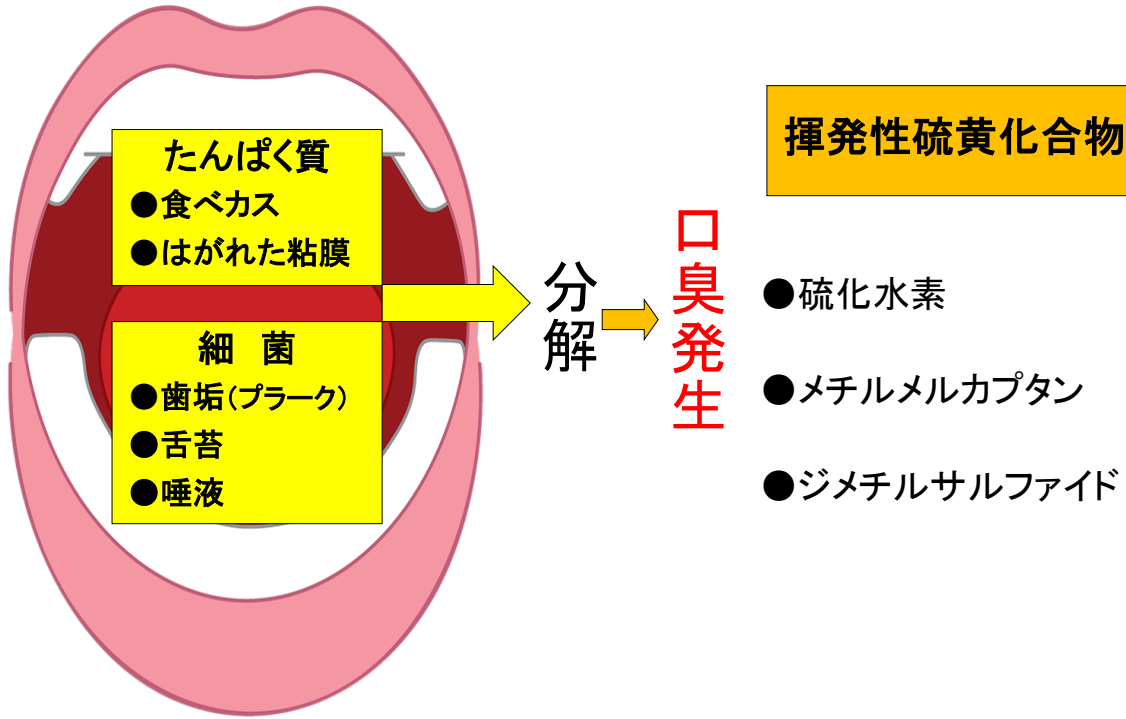 たんぱく質
●食べカス
●はがれた粘膜
細　菌
●歯垢(プラーク)
●舌苔
●唾液
分解
口臭発生
揮発性硫黄化合物
●硫化水素
●メチルメルカプタン
●ジメチルサルファイド